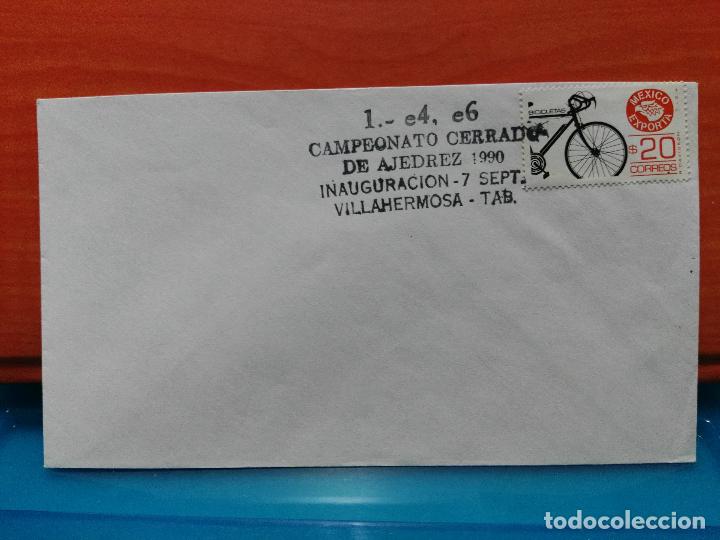 1.- e4, e6
CAMPEONATO CERRADO
DE AJEDREZ 1990
INAUGURACION - 7 SEPT.
VILLAHERMOSA - TAB.
BICICLETAS
MEXICO
EXPORTA
$20
CORREOS
todocoleccion